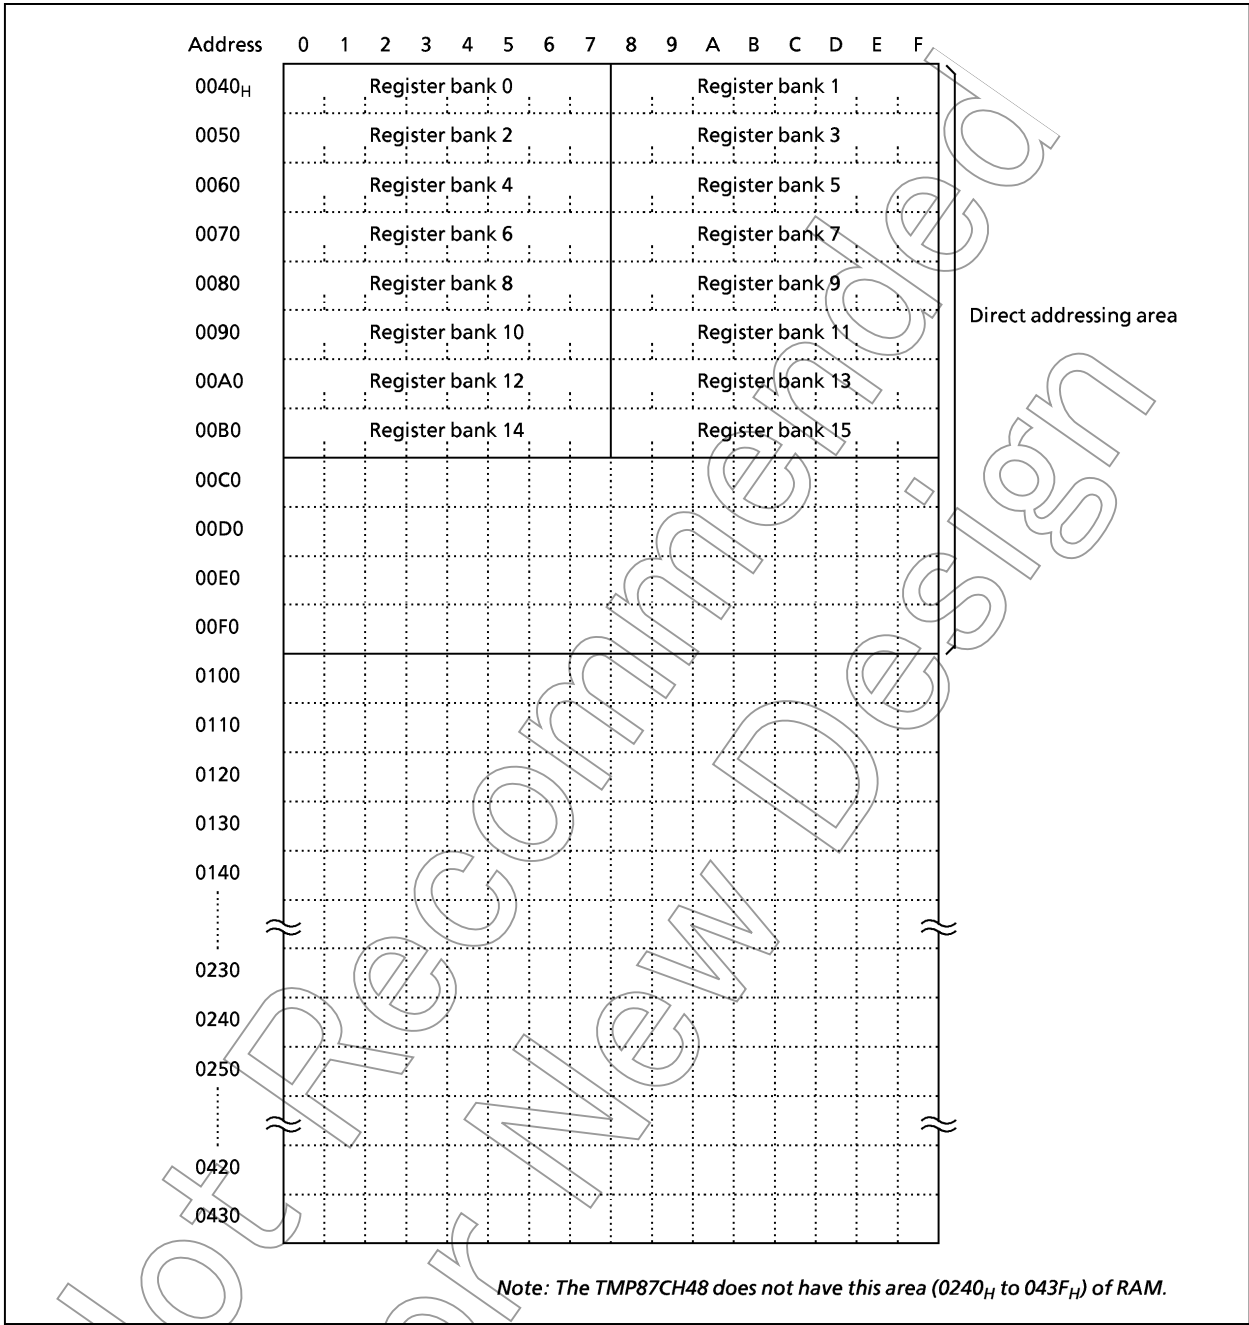 Address 0 1 2 3 4 5 6 7 8 9 A B C D E F
0040H Register bank 0 Register bank 1
0050 Register bank 2 Register bank 3
0060 Register bank 4 Register bank 5
0070 Register bank 6 Register bank 7
0080 Register bank 8 Register bank 9
Direct addressing area
0090 Register bank 10 Register bank 11
00A0 Register bank 12 Register bank 13
00B0 Register bank 14 Register bank 15
00C0
00D0
00E0
00F0
0100
0110
0120
0130
0140
0230
0240
0250
0420
0430
Note: The TMP87CH48 does not have this area (0240H to 043FH) of RAM.
ot Recommended
or New Design